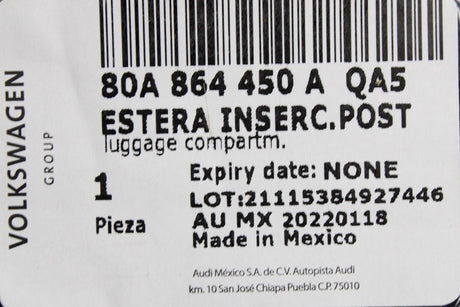 80A 864 450 A QA5
ESTERA INSERC.POST
luggage compartm.
1
Pieza
Expiry date: NONE
LOT:21115384927446
AU MX 20220118
Made in Mexico
Audi México S.A. de C.V. Autopista Audi
km. 10 San José Chiapa Puebla C.P. 75010
VOLKSWAGEN
GROUP